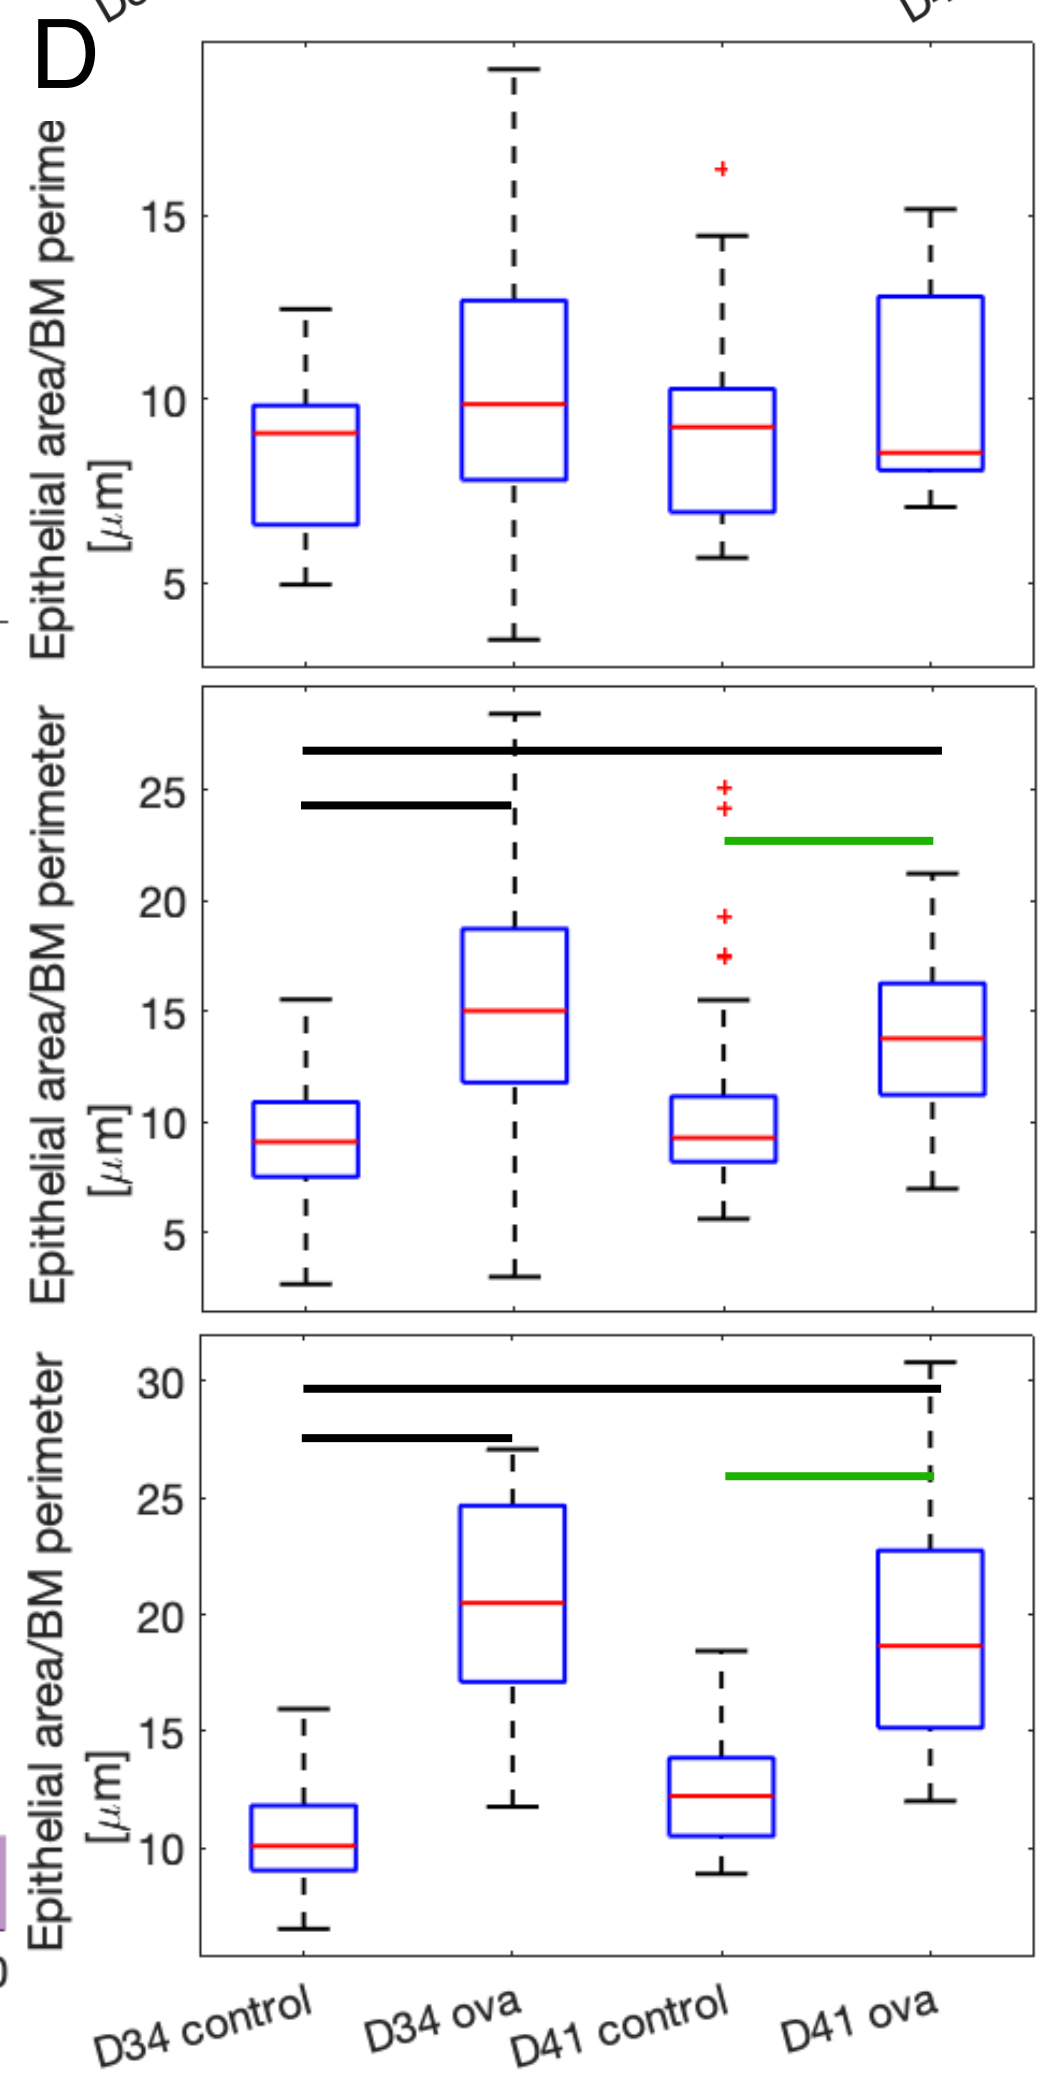 D
Epithelial area/BM perime
[μm]
15
10
5
Epithelial area/BM perimeter
[μm]
25
20
15
10
5
Epithelial area/BM perimeter
[μm]
30
25
20
15
10
D34 control
D34 ova
D41 control
D41 ova